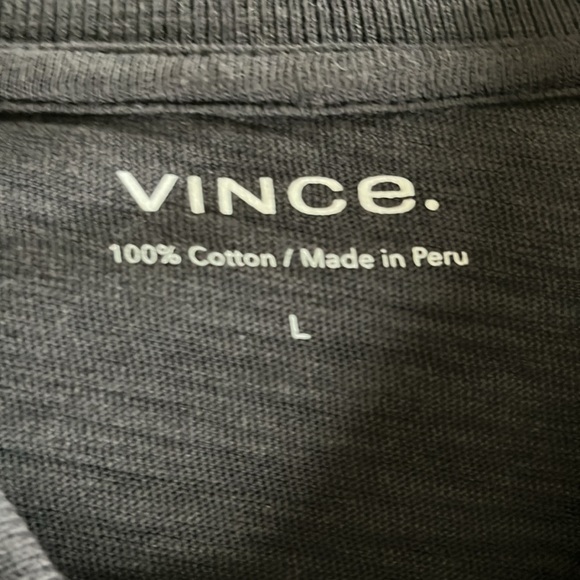 VINCe.
100% Cotton / Made in Peru
L